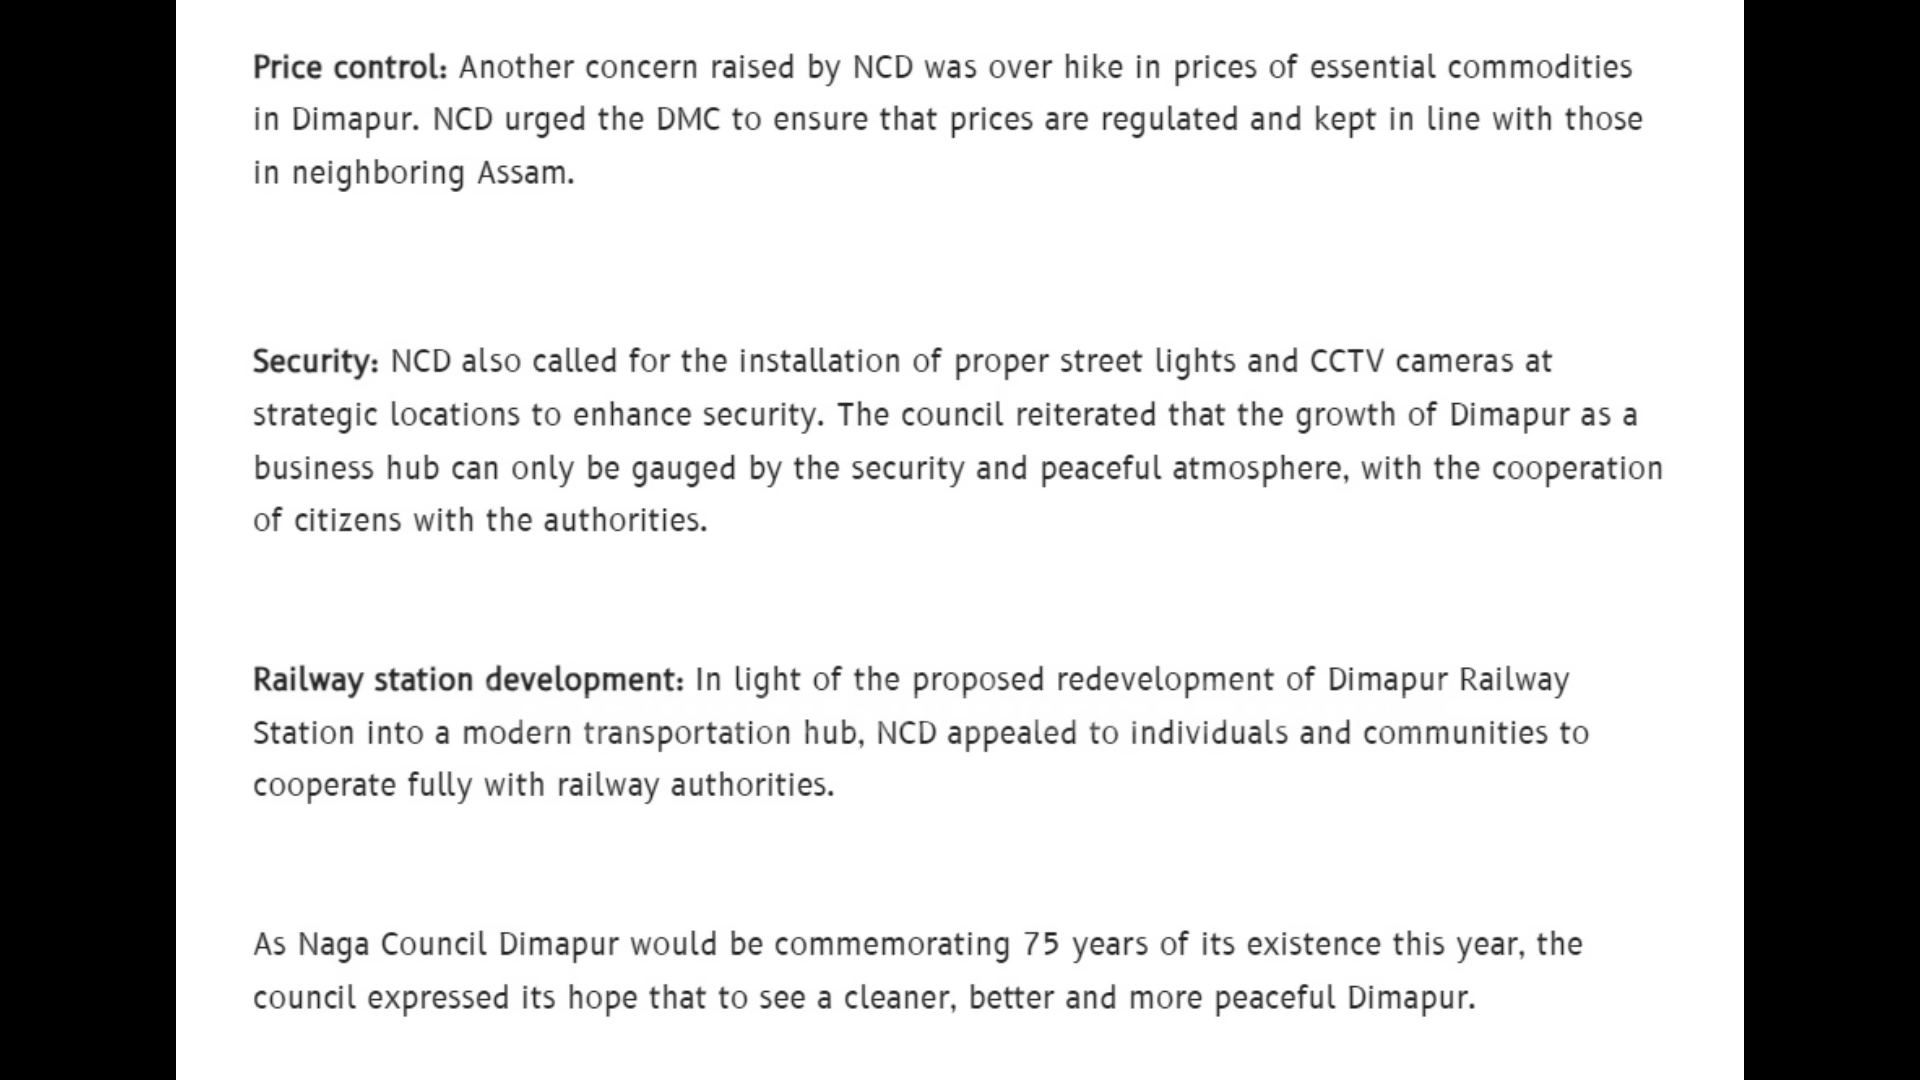 Price control: Another concern raised by NCD was over hike in prices of essential commodities
in Dimapur. NCD urged the DMC to ensure that prices are regulated and kept in line with those
in neighboring Assam.
Security: NCD also called for the installation of proper street lights and CCTV cameras at
strategic locations to enhance security. The council reiterated that the growth of Dimapur as a
business hub can only be gauged by the security and peaceful atmosphere, with the cooperation
of citizens with the authorities.
Railway station development: In light of the proposed redevelopment of Dimapur Railway
Station into a modern transportation hub, NCD appealed to individuals and communities to
cooperate fully with railway authorities.
As Naga Council Dimapur would be commemorating 75 years of its existence this year, the
council expressed its hope that to see a cleaner, better and more peaceful Dimapur.